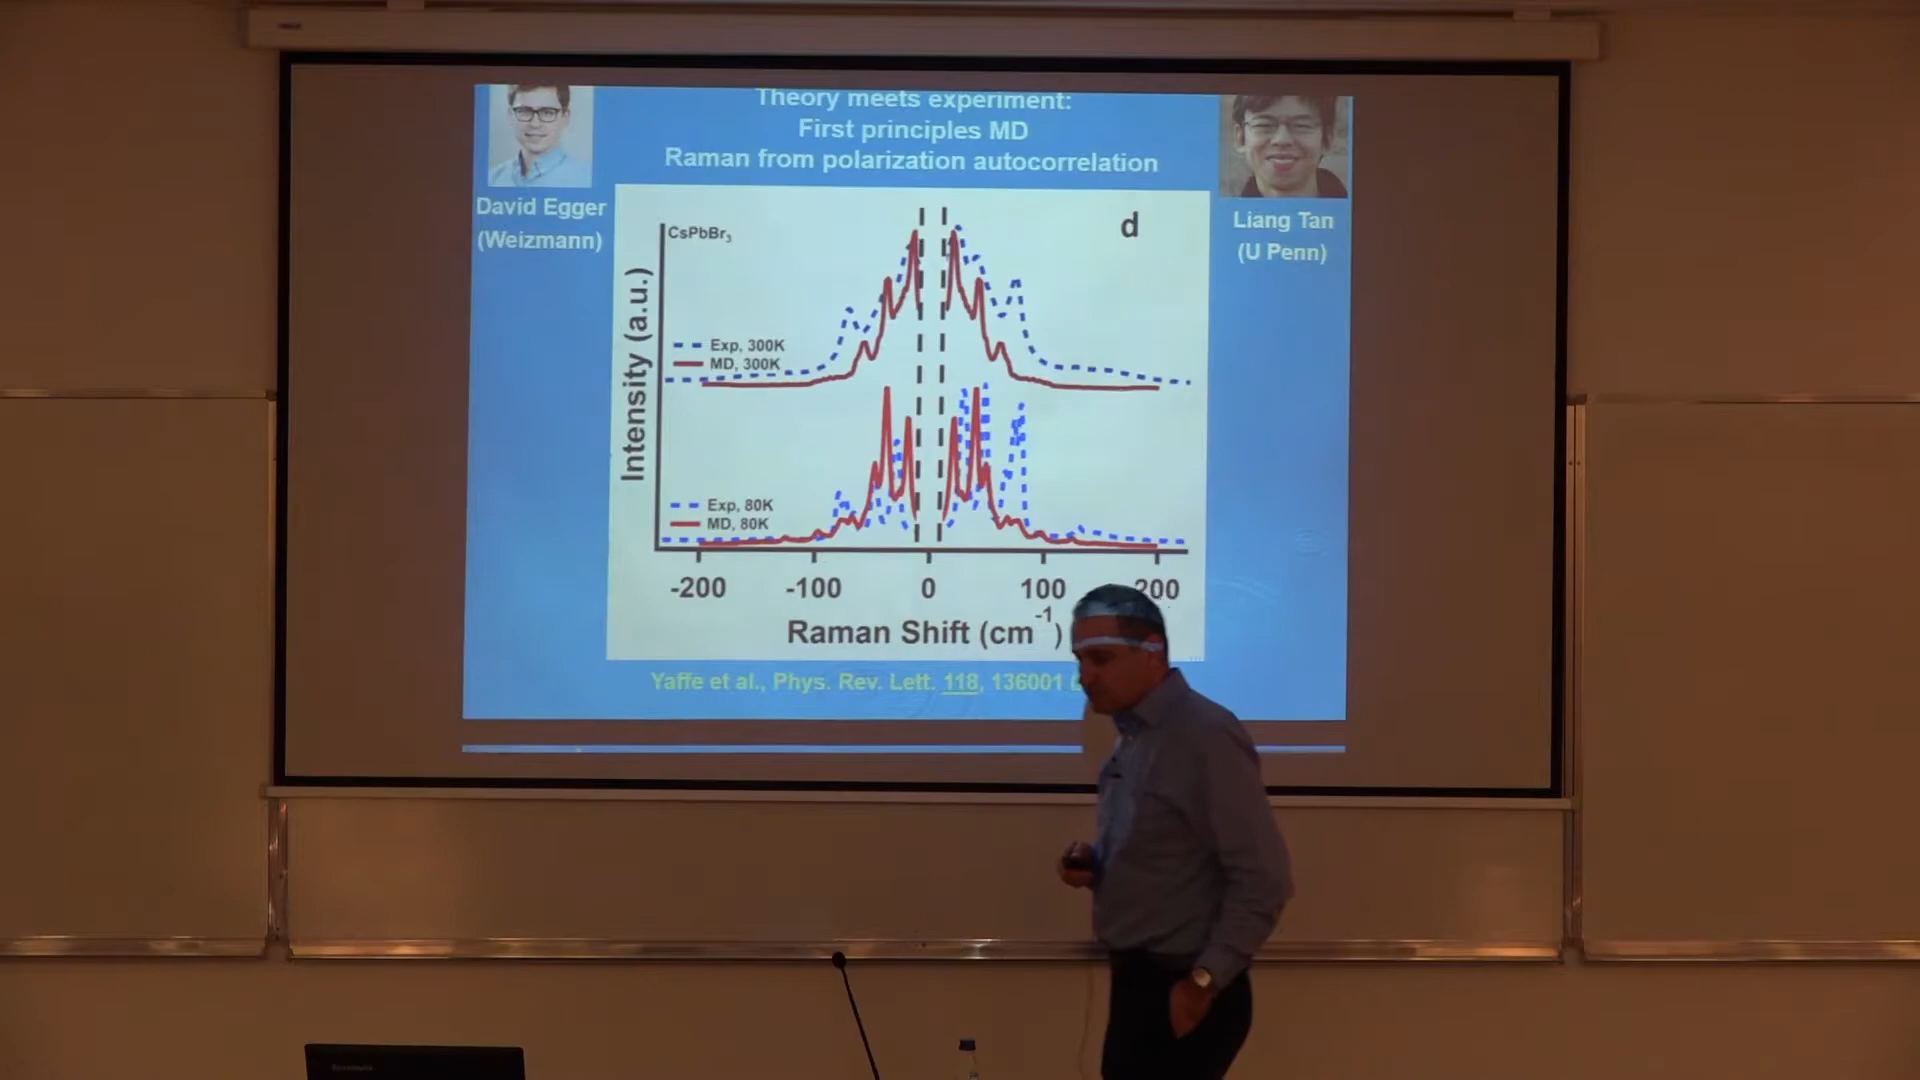 Theory meets experiment:
First principles MD
Raman from polarization autocorrelation
David Egger
(Weizmann)
Liang Tan
(U Penn)
d
CsPbBr3
Intensity (a.u.)
Exp, 300K
MD, 300K
Exp, 80K
MD, 80K
-200 -100 0 100 200
Raman Shift (cm-1)
Yaffe et al., Phys. Rev. Lett. 118, 136001